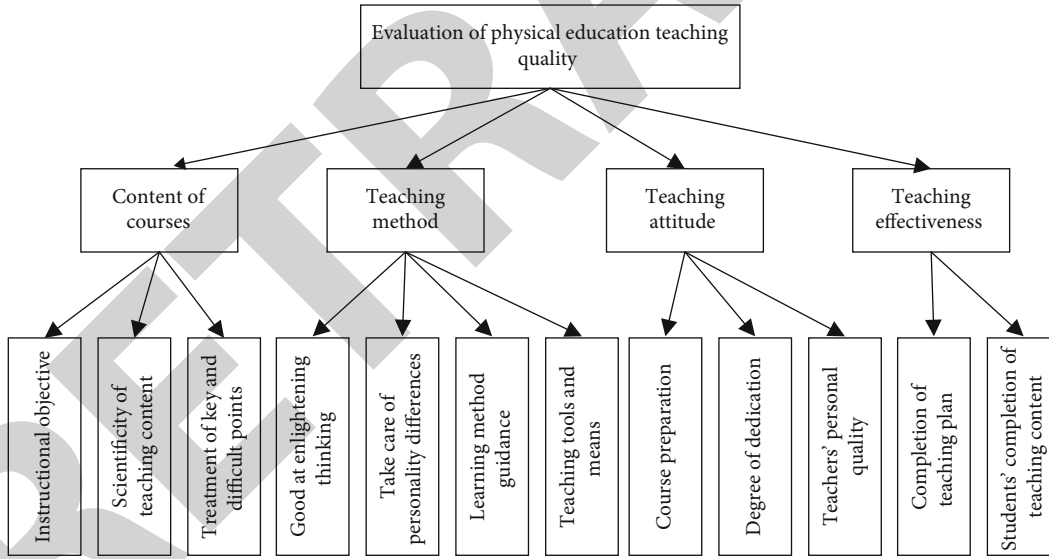 Evaluation of physical education teaching
quality
Content of
courses
Teaching
method
Teaching
attitude
Teaching
effectiveness
Instructional objective
Scientificity of
teaching content
Treatment of key and
difficult points
Good at enlightening
thinking
Take care of
personality differences
Learning method
guidance
Teaching tools and
means
Course preparation
Degree of dedication
Teachers' personal
quality
Completion of
teaching plan
Students' completion of
teaching content
RETRA